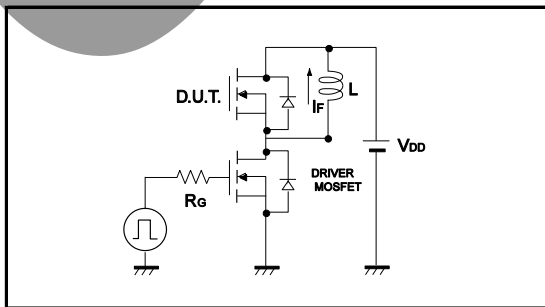 D.U.T.
IF
L
VDD
DRIVER
MOSFET
RG